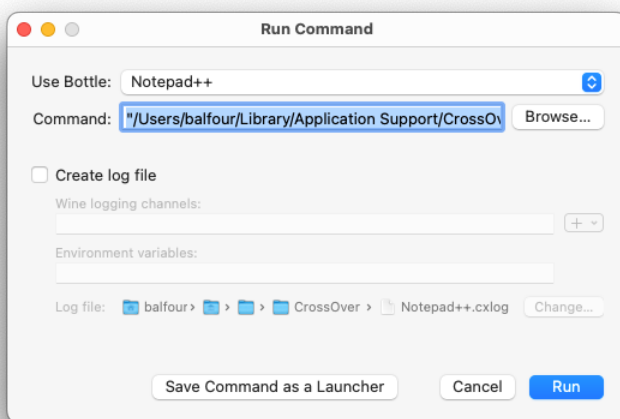 Run Command
Use Bottle: Notepad++
Command: "/Users/balfour/Library/Application Support/CrossOv Browse...
Create log file
Wine logging channels:
+
Environment variables:
Log file: balfour › › › CrossOver › Notepad++.cxlog Change...
Save Command as a Launcher Cancel Run